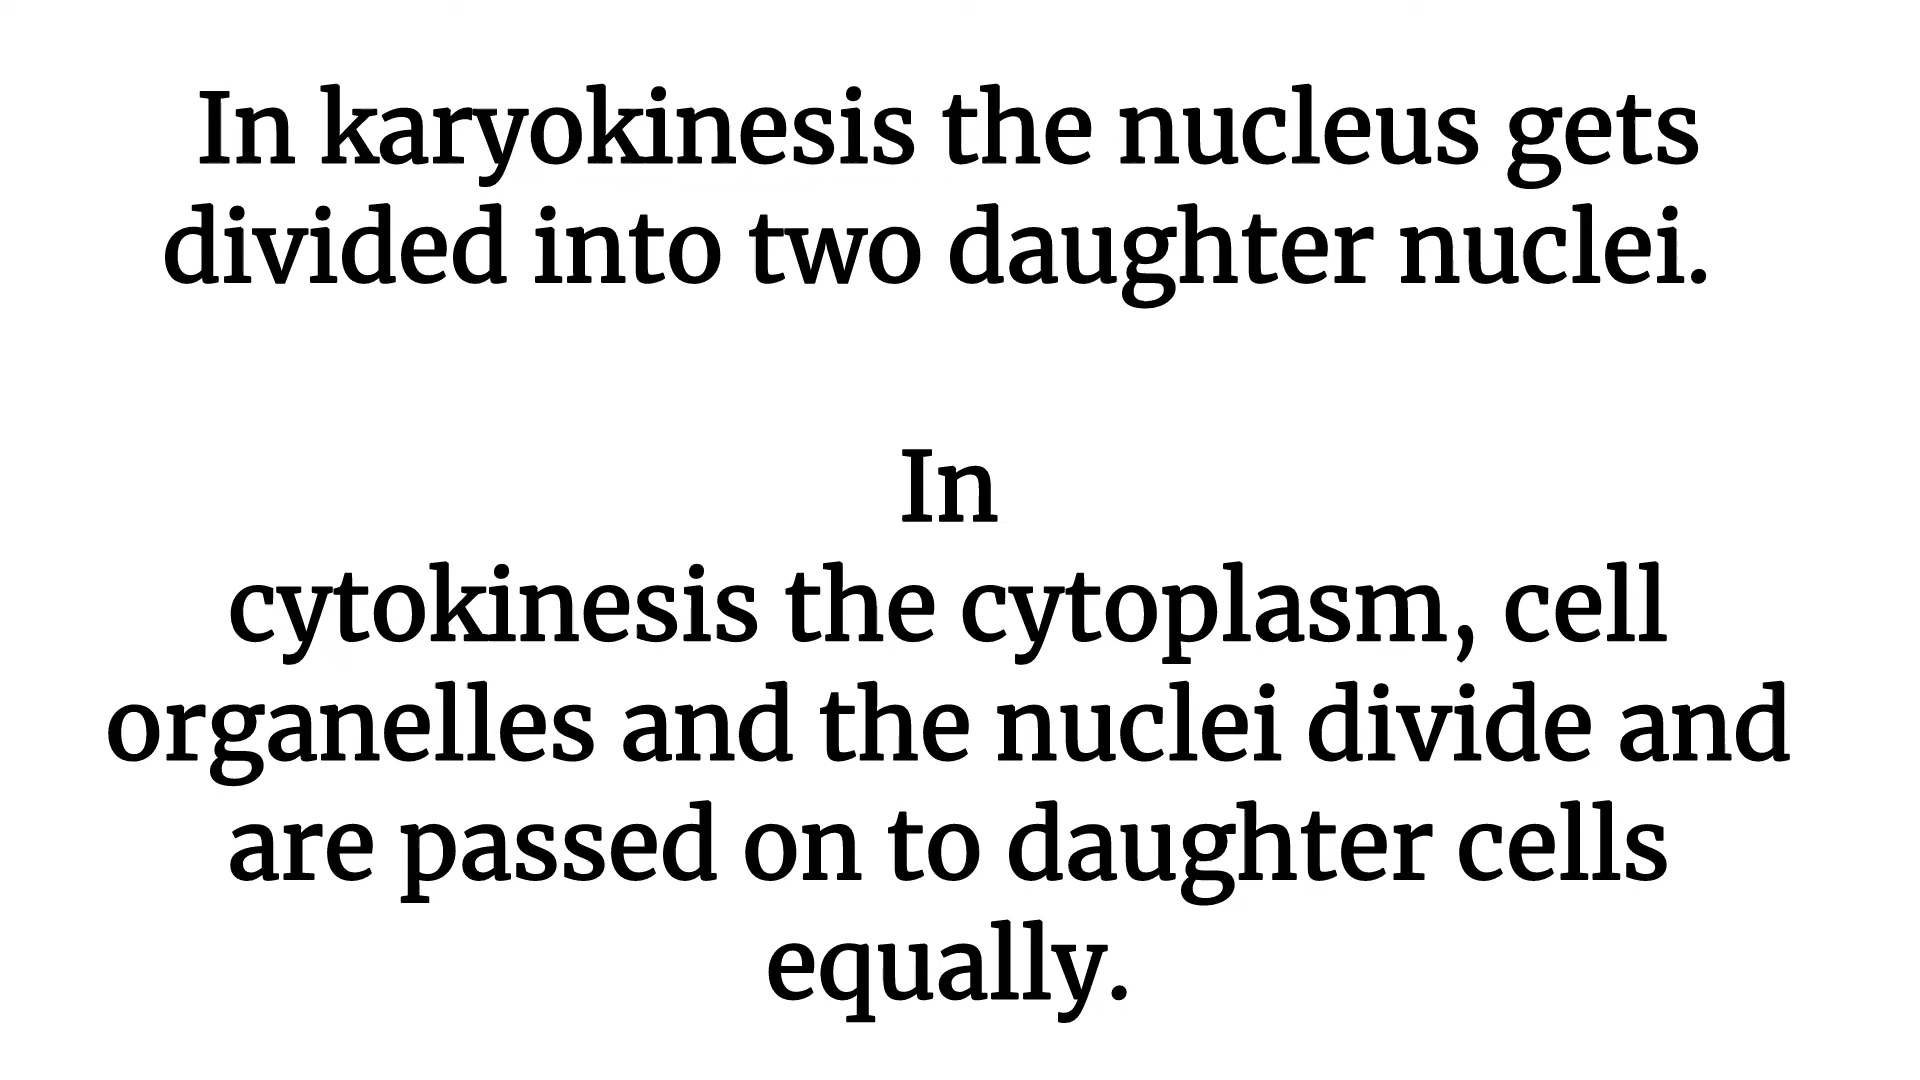 In karyokinesis the nucleus gets
divided into two daughter nuclei.
In
cytokinesis the cytoplasm, cell
organelles and the nuclei divide and
are passed on to daughter cells
equally.